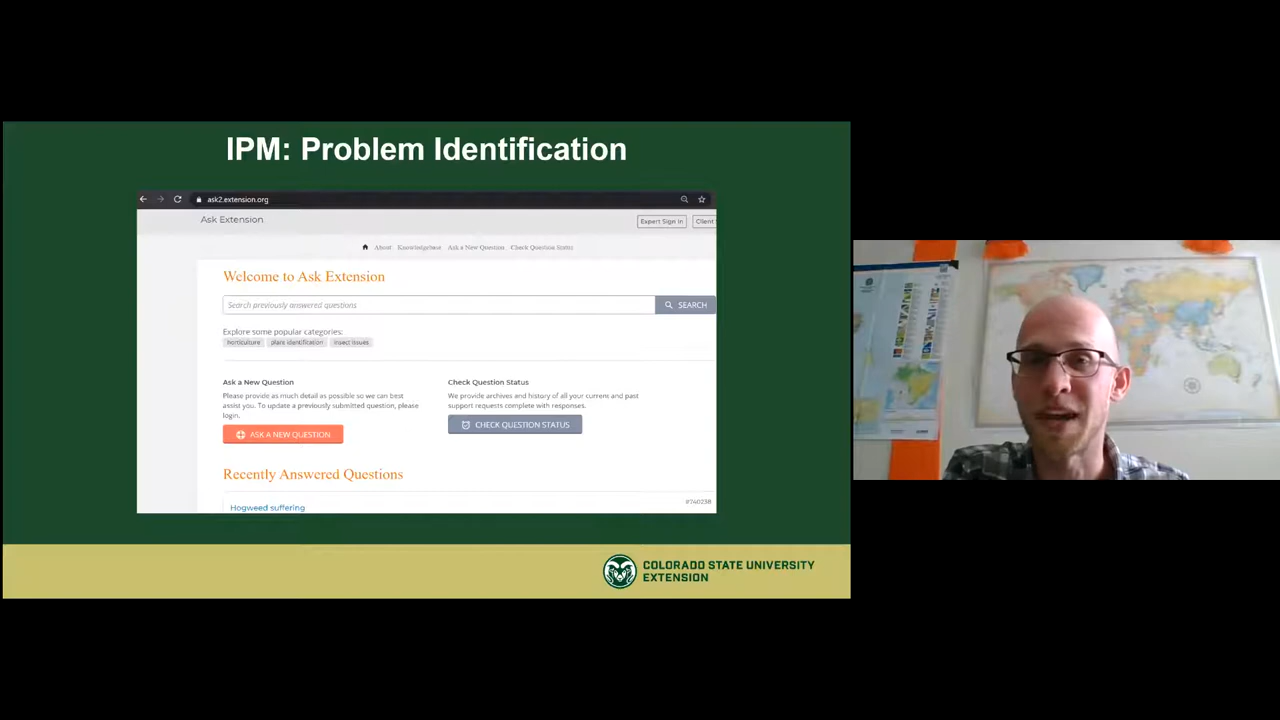 IPM: Problem Identification
ask2.extension.org
Ask Extension
Expert Sign In
Client
About Knowledgebase Ask a New Question Check Question Status
Welcome to Ask Extension
Search previously answered questions
SEARCH
Explore some popular categories:
horticulture plant identification insect issues
Ask a New Question
Please provide as much detail as possible so we can best
assist you. To update a previously submitted question, please
login.
ASK A NEW QUESTION
Check Question Status
We provide archives and history of all your current and past
support requests complete with responses.
CHECK QUESTION STATUS
Recently Answered Questions
#740238
Hogweed suffering
COLORADO STATE UNIVERSITY
EXTENSION